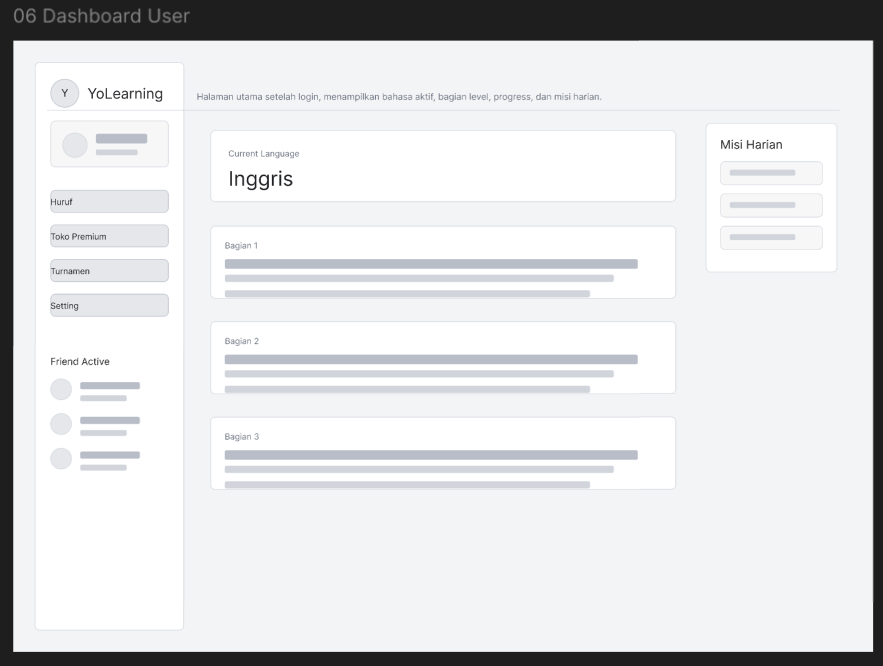 06 Dashboard User
Y
YoLearning
Halaman utama setelah login, menampilkan bahasa aktif, bagian level, progress, dan misi harian.
Huruf
Toko Premium
Turnamen
Setting
Friend Active
Current Language
Inggris
Bagian 1
Bagian 2
Bagian 3
Misi Harian